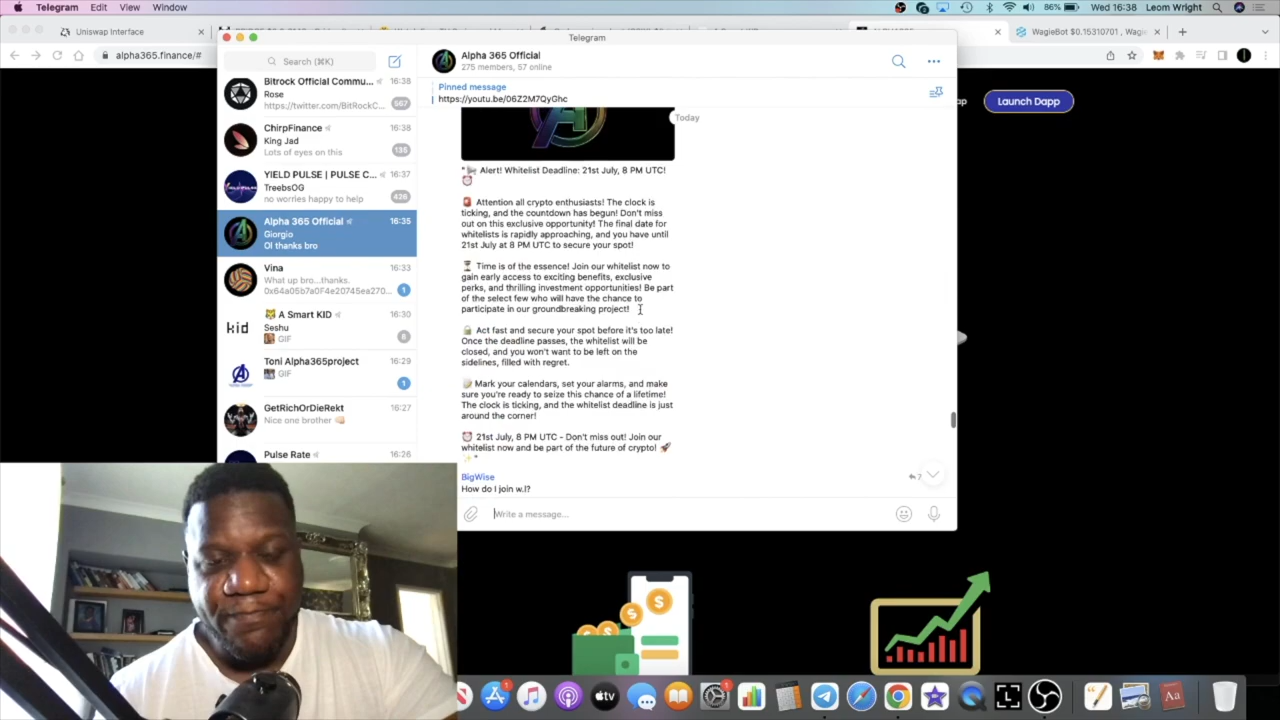 Telegram Edit View Window
86% Wed 16:38 Leom Wright
Uniswap Interface
WagieBot $0.15310701 , Wagi
alpha365.finance/#
Telegram
Search (⌘K)
Alpha 365 Official
275 members, 57 online
Pinned message
https://youtu.be/06Z2M7QyGhc
Launch Dapp
Bitrock Official Commu... 16:38
Rose
https://twitter.com/BitRockC... 567
ChirpFinance 16:38
King Jad
Lots of eyes on this 135
YIELD PULSE | PULSE C... 16:37
TreebsOG
no worries happy to help 426
Alpha 365 Official 16:35
Giorgio
Ol thanks bro
Vina 16:33
What up bro...thanks.
0x64a05b7a0F4e20745ea270... 1
🐯 A Smart KID 16:30
kid
Seshu
GIF 6
Toni Alpha365project 16:29
GIF 1
GetRichOrDieRekt 16:27
Nice one brother 👊🏻
Pulse Rate 16:26
Today
"📢 Alert! Whitelist Deadline: 21st July, 8 PM UTC!
⏰
🚨 Attention all crypto enthusiasts! The clock is
ticking, and the countdown has begun! Don't miss
out on this exclusive opportunity! The final date for
whitelists is rapidly approaching, and you have until
21st July at 8 PM UTC to secure your spot!
⏳ Time is of the essence! Join our whitelist now to
gain early access to exciting benefits, exclusive
perks, and thrilling investment opportunities! Be part
of the select few who will have the chance to
participate in our groundbreaking project!
🔒 Act fast and secure your spot before it's too late!
Once the deadline passes, the whitelist will be
closed, and you won't want to be left on the
sidelines, filled with regret.
📝 Mark your calendars, set your alarms, and make
sure you're ready to seize this chance of a lifetime!
The clock is ticking, and the whitelist deadline is just
around the corner!
⏰ 21st July, 8 PM UTC - Don't miss out! Join our
whitelist now and be part of the future of crypto! 🚀
✨"
BigWise
How do I join w.l?
Write a message...
tv
Aa